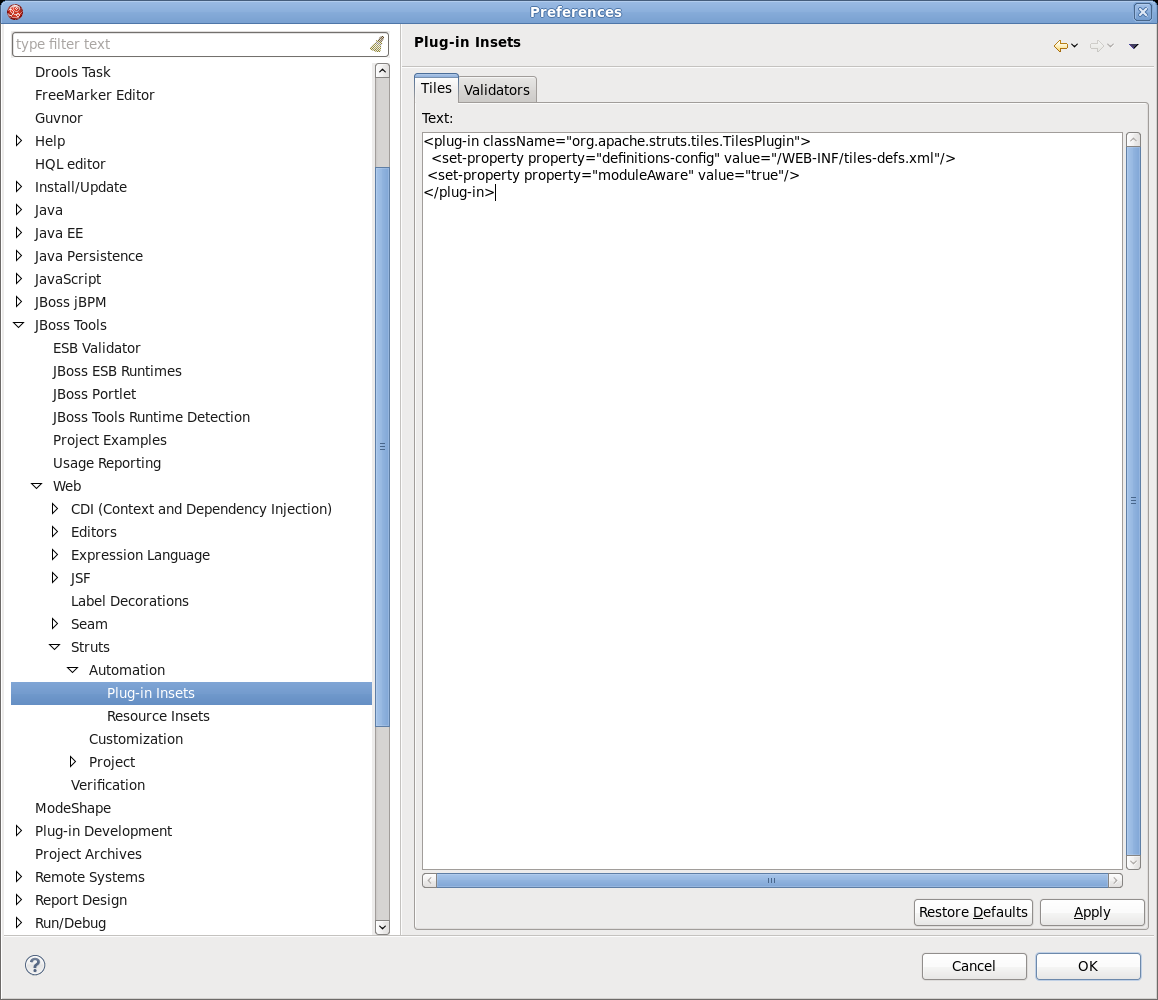 Preferences
type filter text
Drools Task
FreeMarker Editor
Guvnor
Help
HQL editor
Install/Update
Java
Java EE
Java Persistence
JavaScript
JBoss jBPM
JBoss Tools
ESB Validator
JBoss ESB Runtimes
JBoss Portlet
JBoss Tools Runtime Detection
Project Examples
Usage Reporting
Web
CDI (Context and Dependency Injection)
Editors
Expression Language
JSF
Label Decorations
Seam
Struts
Automation
Plug-in Insets
Resource Insets
Customization
Project
Verification
ModeShape
Plug-in Development
Project Archives
Remote Systems
Report Design
Run/Debug
Plug-in Insets
Tiles Validators
Text:
<plug-in className="org.apache.struts.tiles.TilesPlugin">
  <set-property property="definitions-config" value="/WEB-INF/tiles-defs.xml"/>
 <set-property property="moduleAware" value="true"/>
</plug-in>
Restore Defaults Apply
? Cancel OK